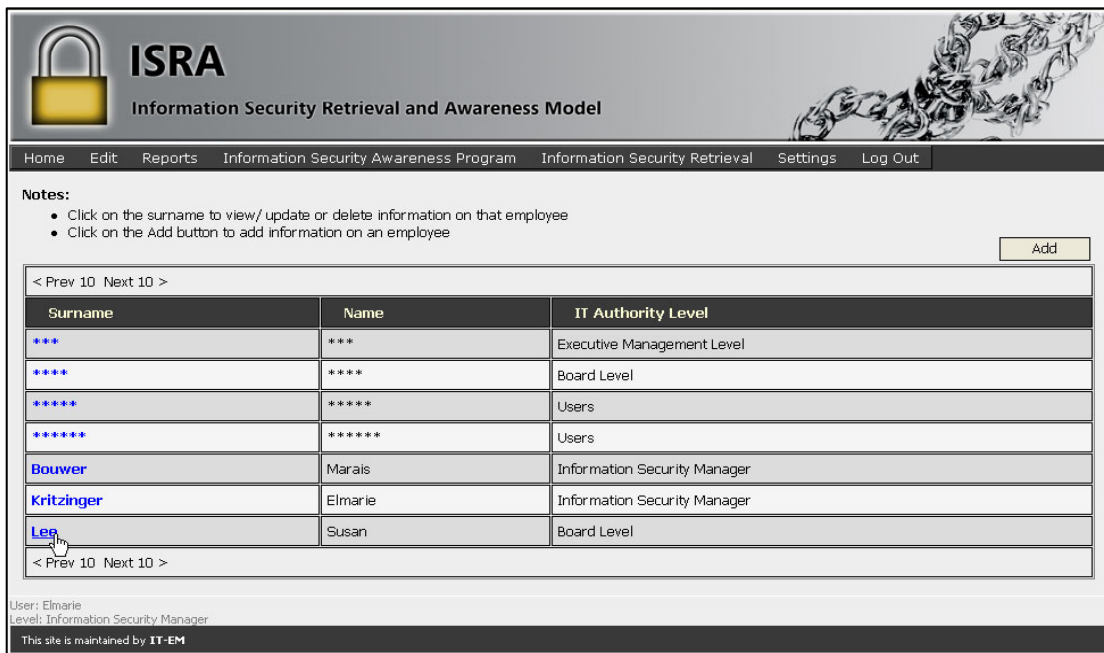 ISRA
Information Security Retrieval and Awareness Model
Home Edit Reports Information Security Awareness Program Information Security Retrieval Settings Log Out
Notes:
• Click on the surname to view/ update or delete information on that employee
• Click on the Add button to add information on an employee
Add
< Prev 10 Next 10 >
Surname Name IT Authority Level
*** *** Executive Management Level
**** **** Board Level
***** ***** Users
****** ****** Users
Bouwer Marais Information Security Manager
Kritzinger Elmarie Information Security Manager
Lee Susan Board Level
< Prev 10 Next 10 >
User: Elmarie
Level: Information Security Manager
This site is maintained by IT-EM